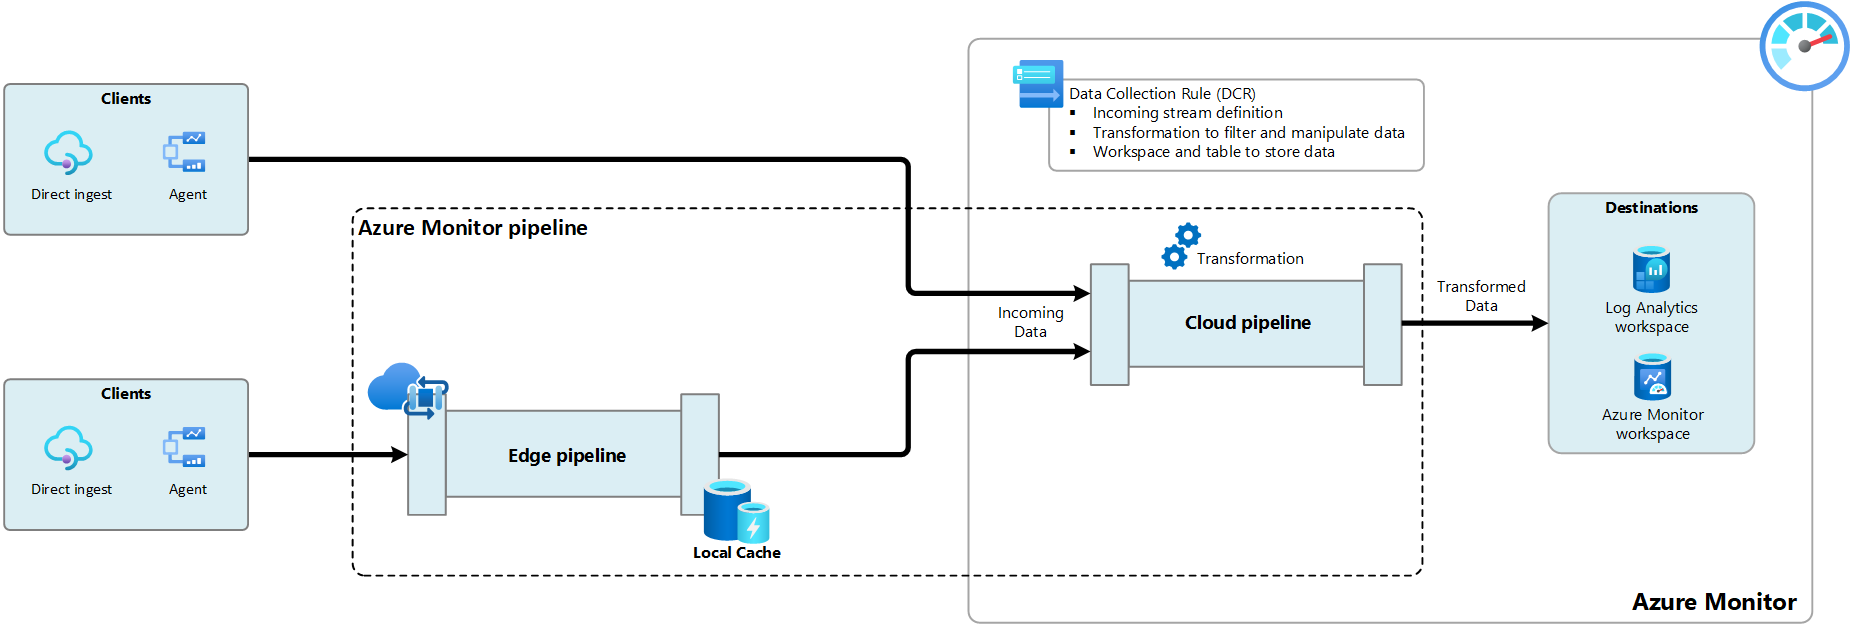 Clients
Direct ingest
Agent
Data Collection Rule (DCR)
▪ Incoming stream definition
▪ Transformation to filter and manipulate data
▪ Workspace and table to store data
Azure Monitor pipeline
Transformation
Incoming
Data
Cloud pipeline
Transformed
Data
Destinations
Log Analytics
workspace
Azure Monitor
workspace
Clients
Direct ingest
Agent
Edge pipeline
Local Cache
Azure Monitor